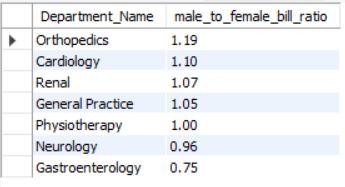 Department_Name male_to_female_bill_ratio
Orthopedics 1.19
Cardiology 1.10
Renal 1.07
General Practice 1.05
Physiotherapy 1.00
Neurology 0.96
Gastroenterology 0.75